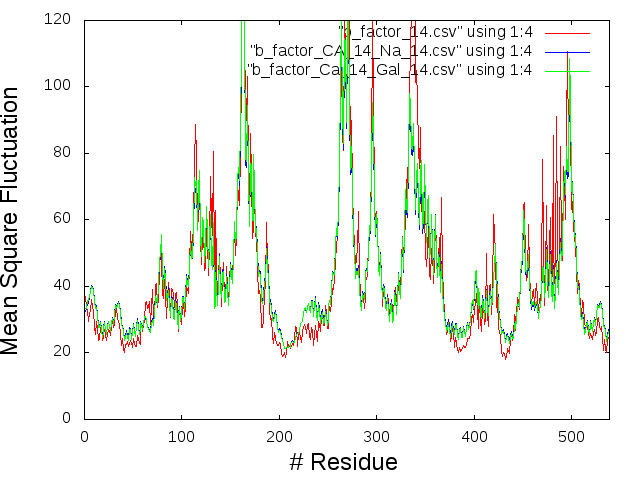 120
100
80
60
40
20
0
Mean Square Fluctuation
"b_factor_14.csv" using 1:4
"b_factor_CA_14_Na_14.csv" using 1:4
"b_factor_Ca_14_Gal_14.csv" using 1:4
0 100 200 300 400 500
# Residue